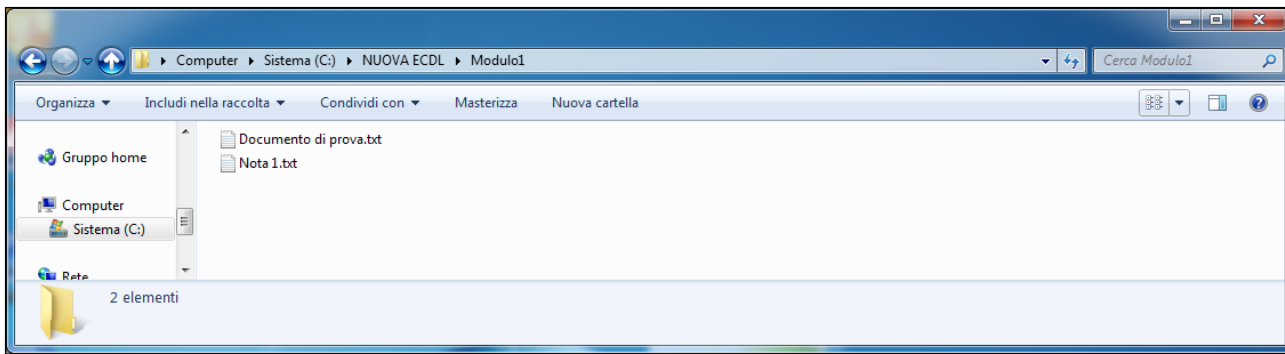 Computer ▸ Sistema (C:) ▸ NUOVA ECDL ▸ Modulo1
Cerca Modulo1
Organizza Includi nella raccolta Condividi con Masterizza Nuova cartella
Documento di prova.txt
Gruppo home
Nota 1.txt
Computer
Sistema (C:)
Rete
2 elementi